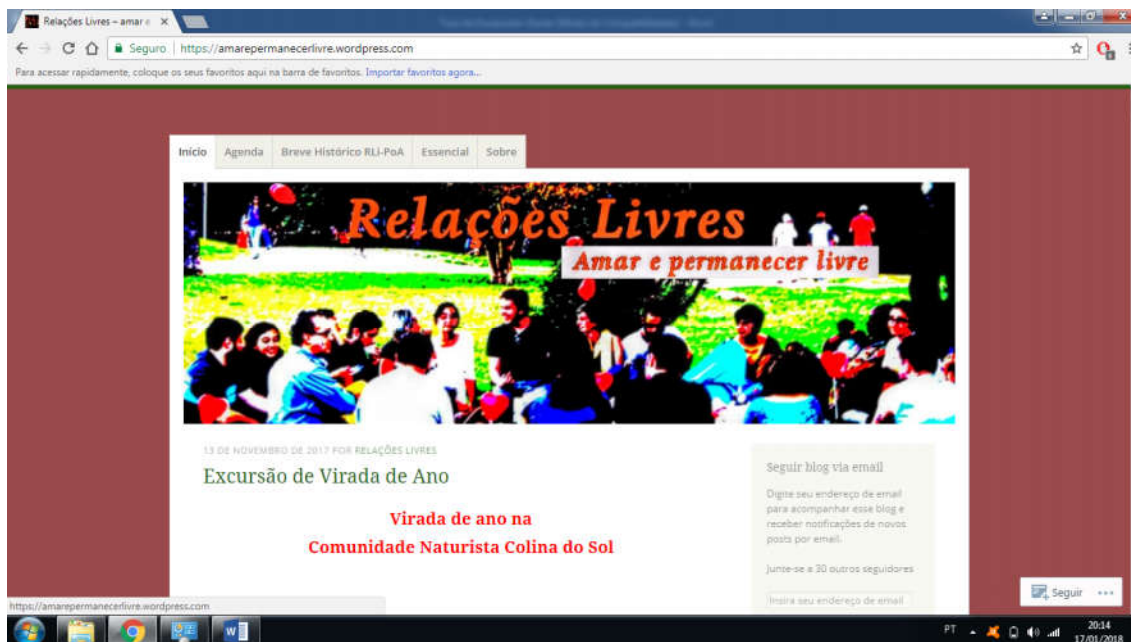 Relações Livres – amar e
Seguro | https://amarepermanecerlivre.wordpress.com
Para acessar rapidamente, coloque os seus favoritos aqui na barra de favoritos. Importar favoritos agora...
Início Agenda Breve Histórico RLi-PoA Essencial Sobre
Relações Livres
Amar e permanecer livre
13 DE NOVEMBRO DE 2017 POR RELAÇÕES LIVRES
Excursão de Virada de Ano
Virada de ano na
Comunidade Naturista Colina do Sol
Seguir blog via email
Digite seu endereço de email
para acompanhar esse blog e
receber notificações de novos
posts por email.
Junte-se a 30 outros seguidores
Insira seu endereço de email
Seguir
https://amarepermanecerlivre.wordpress.com
PT
20:14
17/01/2018